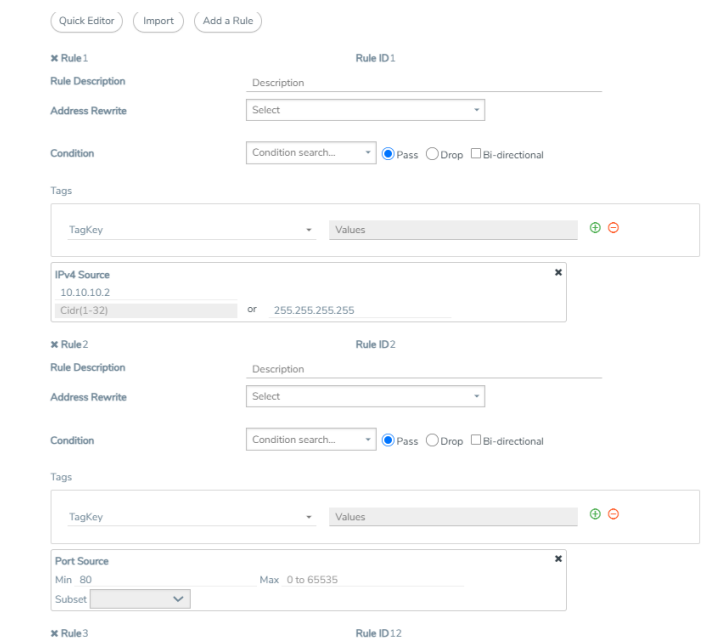 Quick Editor Import Add a Rule
✖ Rule1 Rule ID1
Rule Description Description
Address Rewrite Select
Condition Condition search... Pass Drop Bi-directional
Tags
TagKey Values
IPv4 Source
10.10.10.2
Cidr(1-32) or 255.255.255.255
✖ Rule2 Rule ID2
Rule Description Description
Address Rewrite Select
Condition Condition search... Pass Drop Bi-directional
Tags
TagKey Values
Port Source
Min 80 Max 0 to 65535
Subset
✖ Rule3 Rule ID12